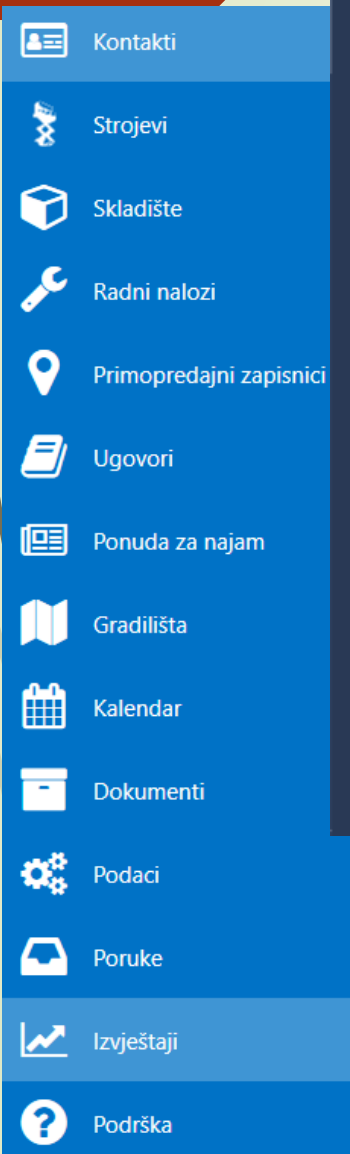 Kontakti
Strojevi
Skladište
Radni nalozi
Primopredajni zapisnici
Ugovori
Ponuda za najam
Gradilišta
Kalendar
Dokumenti
Podaci
Poruke
Izvještaji
Podrška